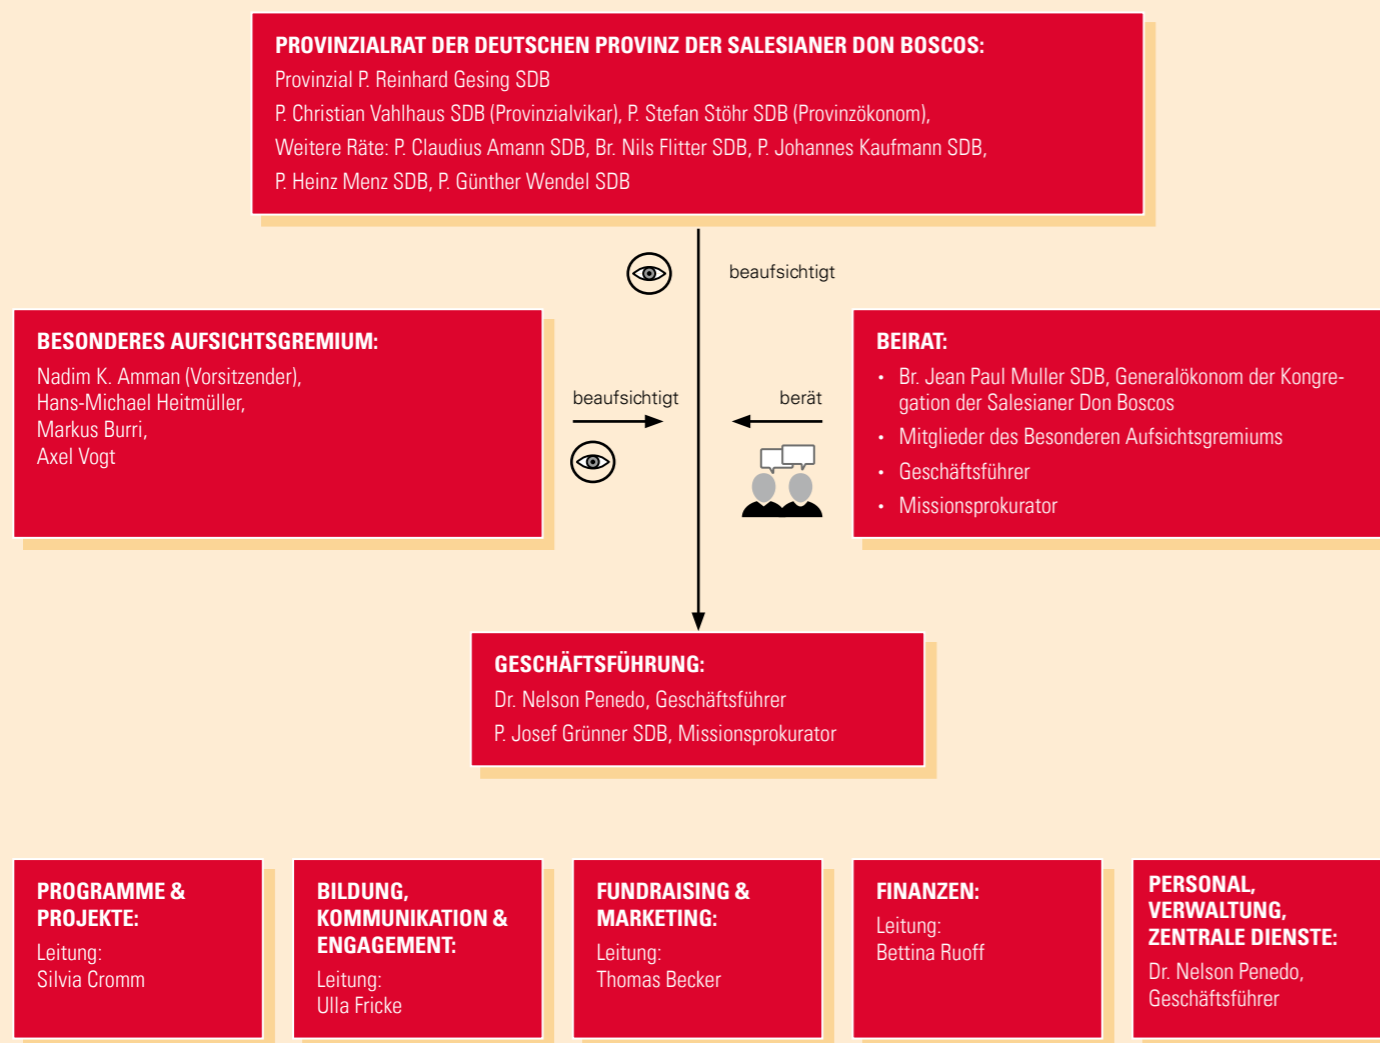 PROVINZIALRAT DER DEUTSCHEN PROVINZ DER SALESIANER DON BOSCOS:
Provinzial P. Reinhard Gesing SDB
P. Christian Vahlhaus SDB (Provinzialvikar), P. Stefan Stöhr SDB (Provinzökonom),
Weitere Räte: P. Claudius Amann SDB, Br. Nils Flitter SDB, P. Johannes Kaufmann SDB,
P. Heinz Menz SDB, P. Günther Wendel SDB
beaufsichtigt
BESONDERES AUFSICHTSGREMIUM:
Nadim K. Amman (Vorsitzender),
Hans-Michael Heitmüller,
Markus Burri,
Axel Vogt
beaufsichtigt
berät
BEIRAT:
• Br. Jean Paul Muller SDB, Generalökonom der Kongre-
gation der Salesianer Don Boscos
• Mitglieder des Besonderen Aufsichtsgremiums
• Geschäftsführer
• Missionsprokurator
GESCHÄFTSFÜHRUNG:
Dr. Nelson Penedo, Geschäftsführer
P. Josef Grünner SDB, Missionsprokurator
PROGRAMME &
PROJEKTE:
Leitung:
Silvia Cromm
BILDUNG,
KOMMUNIKATION &
ENGAGEMENT:
Leitung:
Ulla Fricke
FUNDRAISING &
MARKETING:
Leitung:
Thomas Becker
FINANZEN:
Leitung:
Bettina Ruoff
PERSONAL,
VERWALTUNG,
ZENTRALE DIENSTE:
Dr. Nelson Penedo,
Geschäftsführer